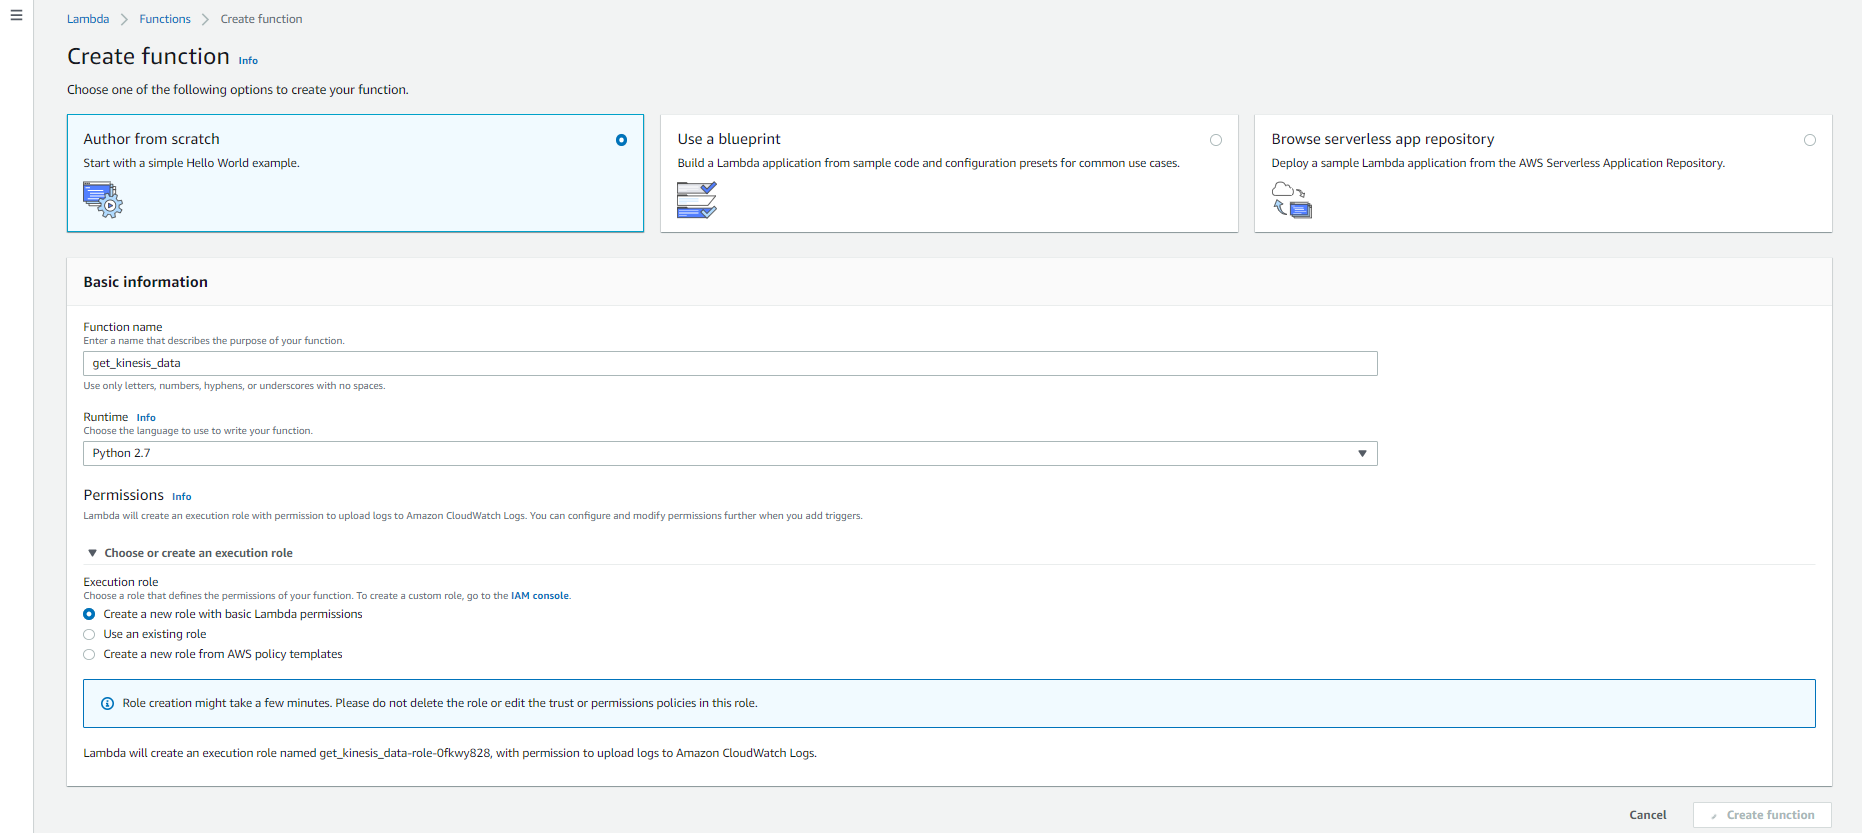 Lambda > Functions > Create function
Create function Info
Choose one of the following options to create your function.
Author from scratch
Start with a simple Hello World example.
Use a blueprint
Build a Lambda application from sample code and configuration presets for common use cases.
Browse serverless app repository
Deploy a sample Lambda application from the AWS Serverless Application Repository.
Basic information
Function name
Enter a name that describes the purpose of your function.
get_kinesis_data
Use only letters, numbers, hyphens, or underscores with no spaces.
Runtime Info
Choose the language to use to write your function.
Python 2.7
Permissions Info
Lambda will create an execution role with permission to upload logs to Amazon CloudWatch Logs. You can configure and modify permissions further when you add triggers.
Choose or create an execution role
Execution role
Choose a role that defines the permissions of your function. To create a custom role, go to the IAM console.
Create a new role with basic Lambda permissions
Use an existing role
Create a new role from AWS policy templates
Role creation might take a few minutes. Please do not delete the role or edit the trust or permissions policies in this role.
Lambda will create an execution role named get_kinesis_data-role-0fkwy828, with permission to upload logs to Amazon CloudWatch Logs.
Cancel Create function